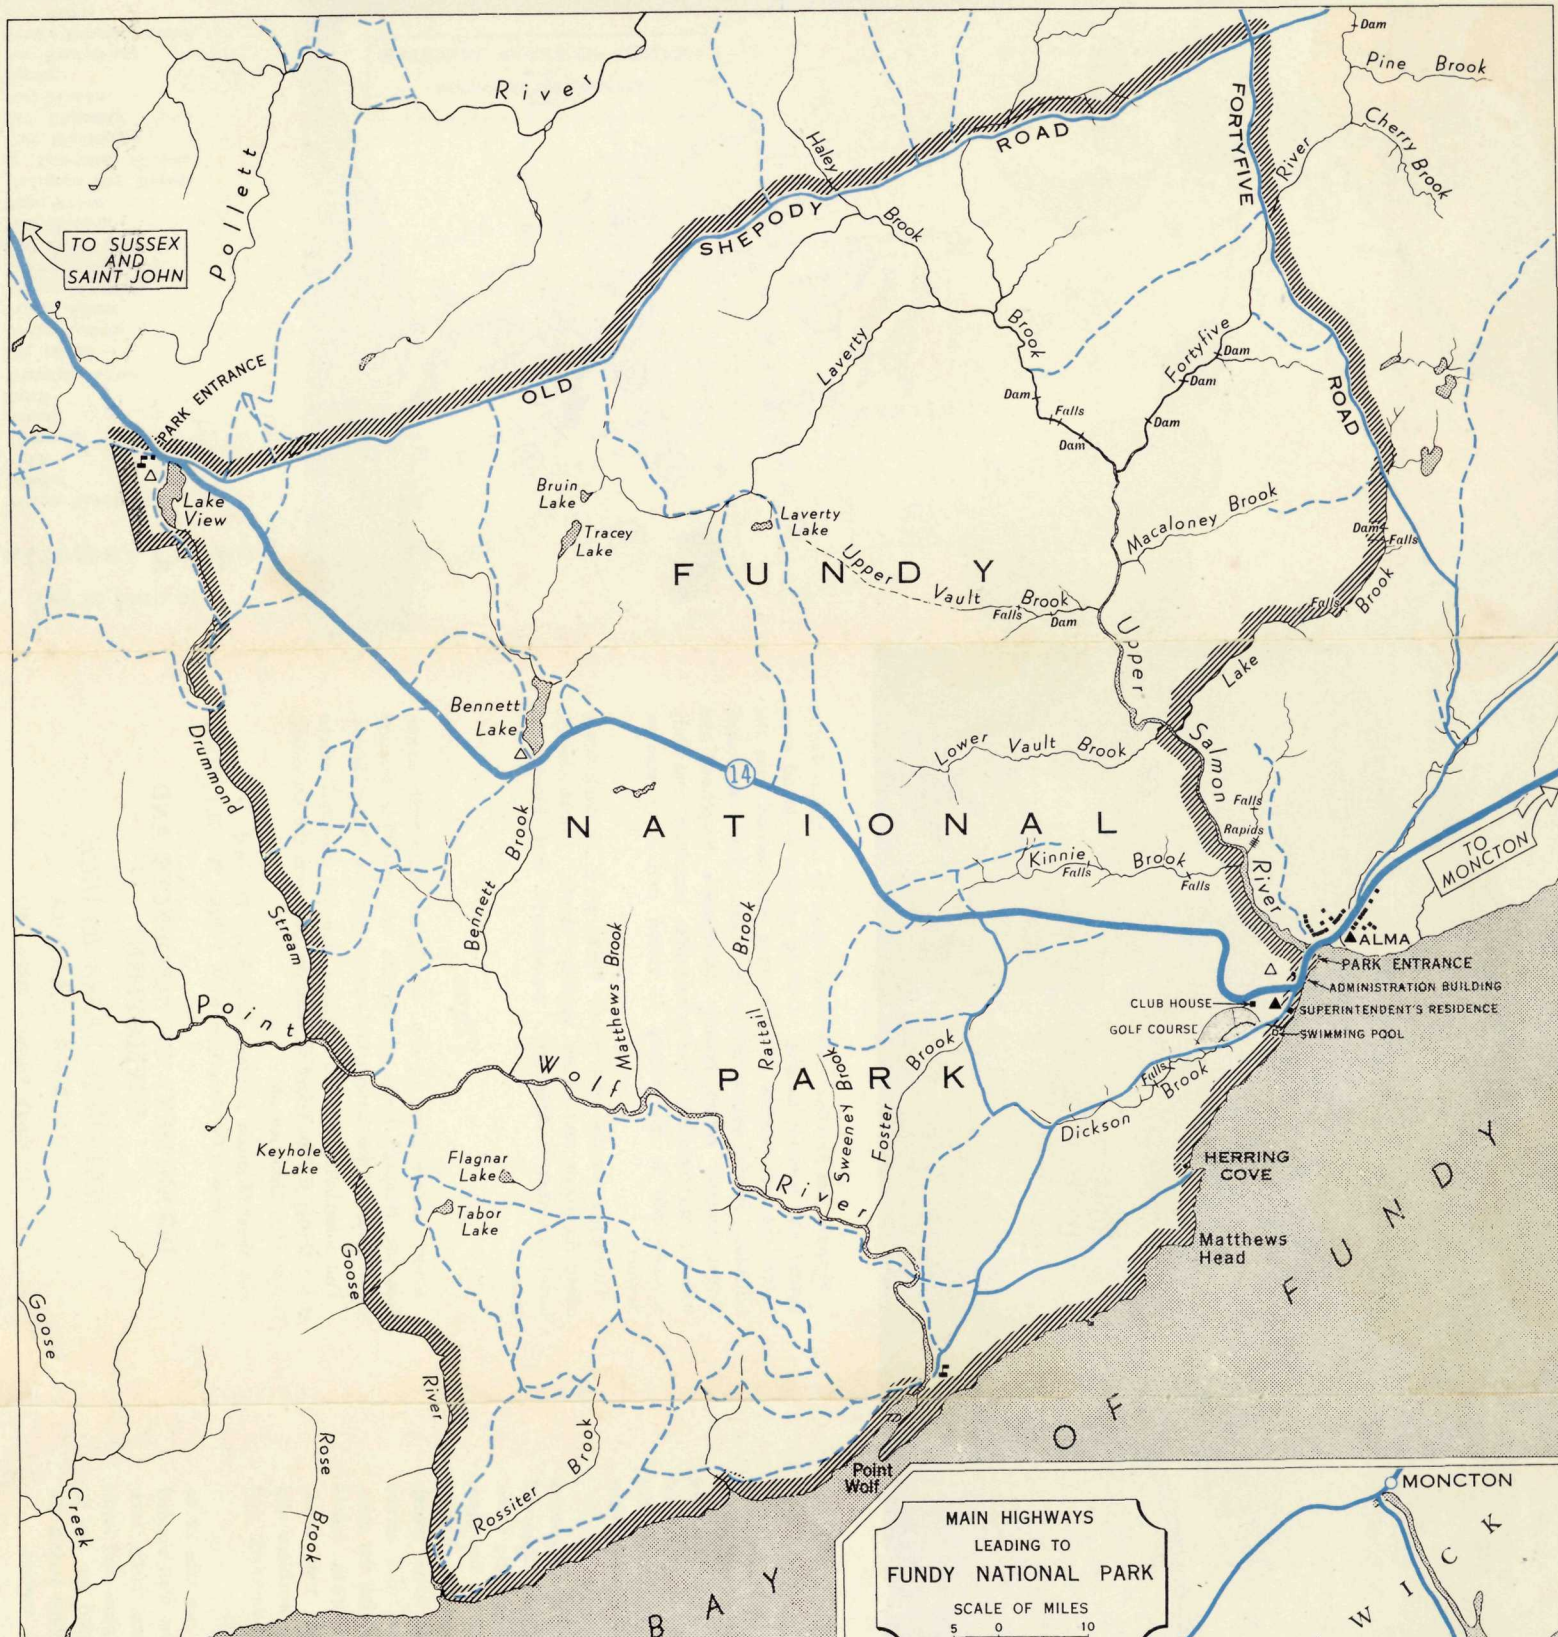 Dam
Pine Brook
River
Pollett
Haley
Brook
ROAD
FORTYFIVE
River
Cherry Brook
SHEPODY
TO SUSSEX
AND
SAINT JOHN
Brook
Laverty
Fortyfive
Dam
Dam
Dam
Falls
Dam
Dam
ROAD
PARK ENTRANCE
OLD
Lake
View
Bruin
Lake
Tracey
Lake
Laverty
Lake
Macaloney Brook
Dam
Falls
FUNDY
Upper
Vault
Brook
Falls
Dam
Falls
Brook
Upper
Lake
Bennett
Lake
Drummond
14
Lower Vault Brook
Salmon
Falls
Rapids
NATIONAL
Brook
Kinnie
Falls
Brook
Falls
River
TO
MONCTON
Bennett
Stream
Matthews Brook
Brook
Rattail
ALMA
PARK ENTRANCE
ADMINISTRATION BUILDING
CLUB HOUSE
SUPERINTENDENT'S RESIDENCE
GOLF COURSE
SWIMMING POOL
Point
Wolf
PARK
Sweeney Brook
Foster
Brook
Falls
Brook
Dickson
Keyhole
Lake
Flagnar
Lake
River
Tabor
Lake
HERRING
COVE
Matthews
Head
Goose
River
Goose
Creek
Rose
Brook
Rossiter
Brook
Point
Wolf
BAY
OF
FUNDY
MAIN HIGHWAYS
LEADING TO
FUNDY NATIONAL PARK
SCALE OF MILES
5 0 10
MONCTON
WICK